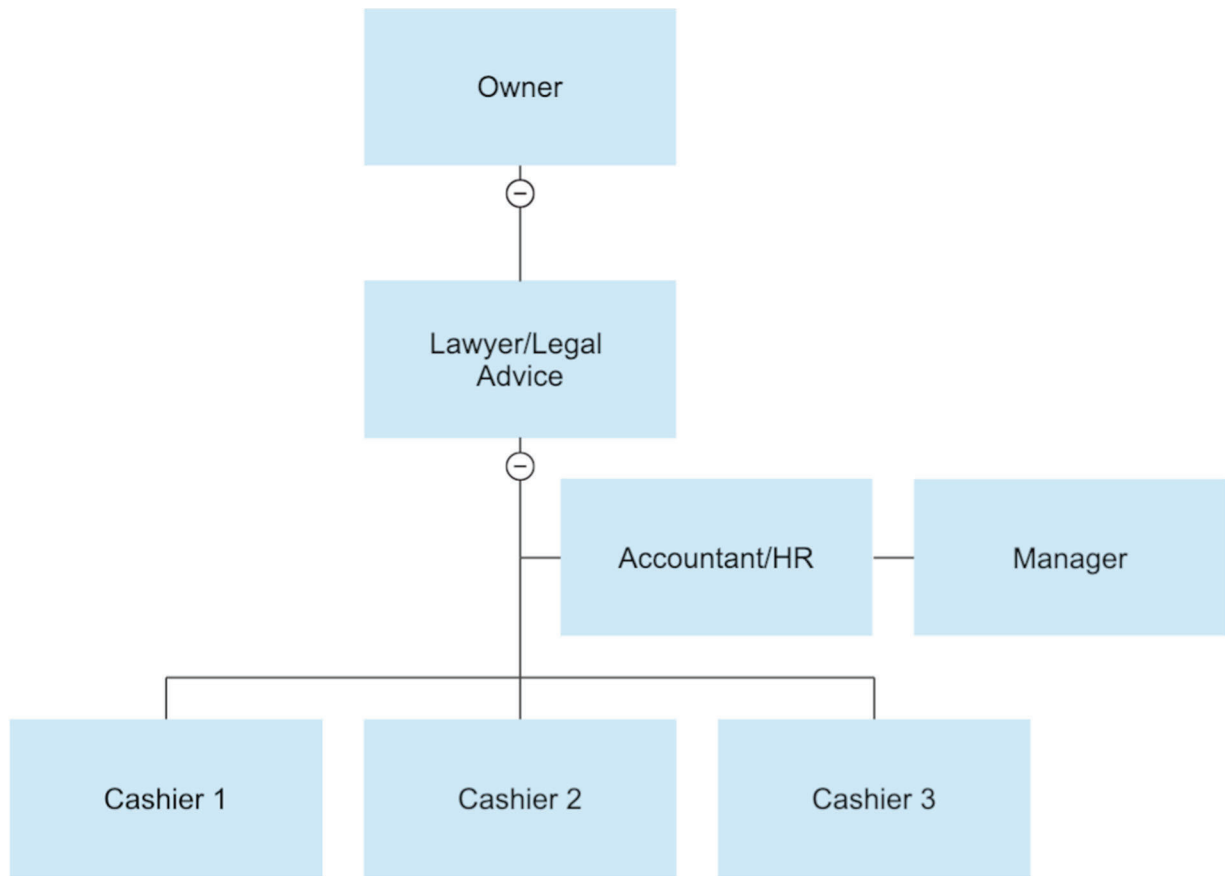 Owner
Lawyer/Legal
Advice
Accountant/HR
Manager
Cashier 1
Cashier 2
Cashier 3